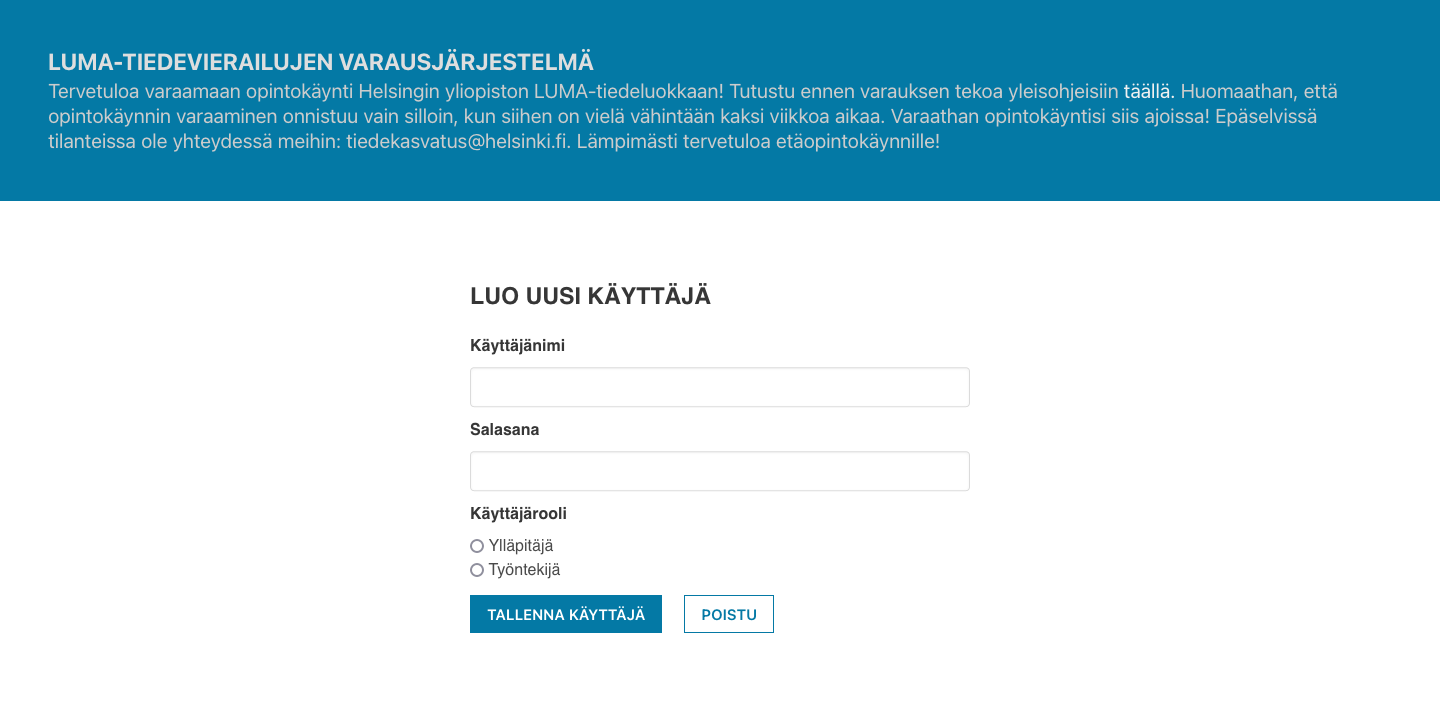 LUMA-TIEDEVIERAILUJEN VARAUSJÄRJESTELMÄ
Tervetuloa varaamaan opintokäynti Helsingin yliopiston LUMA-tiedeluokkaan! Tutustu ennen varauksen tekoa yleisohjeisiin täällä. Huomaathan, että
opintokäynnin varaaminen onnistuu vain silloin, kun siihen on vielä vähintään kaksi viikkoa aikaa. Varaathan opintokäyntisi siis ajoissa! Epäselvissä
tilanteissa ole yhteydessä meihin: tiedekasvatus@helsinki.fi. Lämpimästi tervetuloa etäopintokäynnille!
LUO UUSI KÄYTTÄJÄ
Käyttäjänimi
Salasana
Käyttäjärooli
Ylläpitäjä
Työntekijä
TALLENNA KÄYTTÄJÄ
POISTU